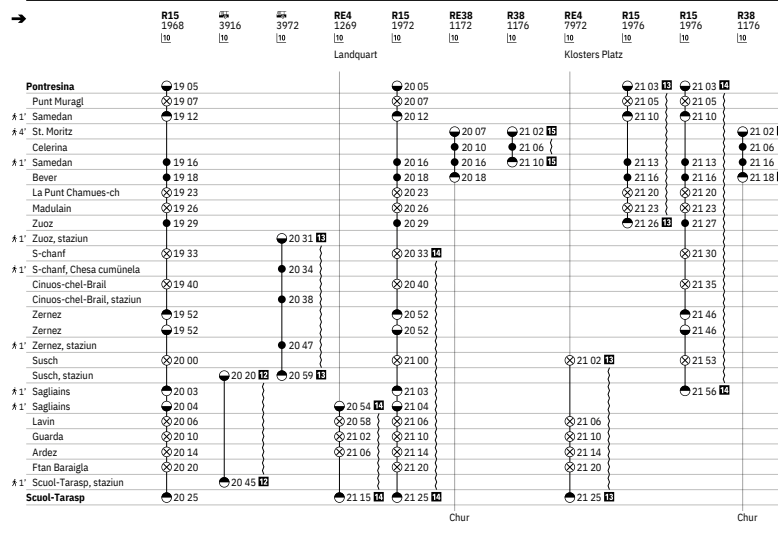 R15 R15 RE4 R15 RE38 R38 RE4 R15 R15 R38
1968 3916 3972 1269 1972 1172 1176 7972 1976 1976 1176
10 10 10 10 10 10 10 10 10 10 10
Landquart Klosters Platz
Pontresina 19 05 20 05 21 03 13 21 03 14
Punt Muragl 19 07 20 07 21 05 21 05
1' Samedan 19 12 20 12 21 10 21 10
4' St. Moritz 20 07 21 02 15 21 02
Celerina 20 10 21 06 21 06
1' Samedan 19 16 20 16 20 16 21 10 15 21 13 21 13 21 16
Bever 19 18 20 18 20 18 21 16 21 16 21 18
La Punt Chamues-ch 19 23 20 23 21 20 21 20
Madulain 19 26 20 26 21 23 21 23
Zuoz 19 29 20 29 21 26 13 21 27
1' Zuoz, staziun 20 31 13
S-chanf 19 33 20 33 14 21 30
1' S-chanf, Chesa cumünela 20 34
Cinuos-chel-Brail 19 40 20 40 21 35
Cinuos-chel-Brail, staziun 20 38
Zernez 19 52 20 52 21 46
Zernez 19 52 20 52 21 46
1' Zernez, staziun 20 47
Susch 20 00 21 00 21 02 13 21 53
Susch, staziun 20 20 12 20 59 13
1' Sagliains 20 03 21 03 21 56 14
1' Sagliains 20 04 20 54 14 21 04
Lavin 20 06 20 58 21 06 21 06
Guarda 20 10 21 02 21 10 21 10
Ardez 20 14 21 06 21 14 21 14
Ftan Baraigla 20 20 21 20 21 20
1' Scuol-Tarasp, staziun 20 45 12
Scuol-Tarasp 20 25 21 15 14 21 25 14 21 25 13
Chur Chur